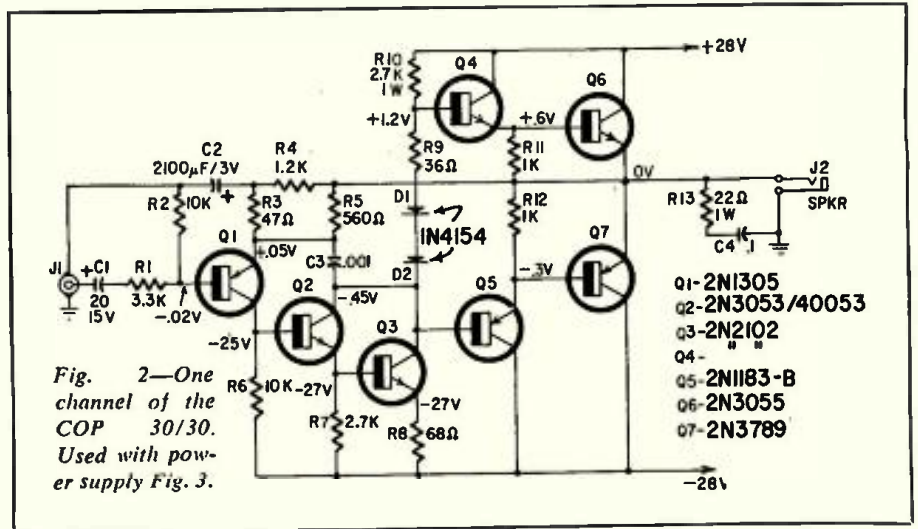 R10
2.7K
1W
Q4
+28V
Q6
+1.2V
+.6V
C2
2100μF/3V
R4
1.2K
R9
36Ω
R11
1K
0V
J2
SPKR
R2
10K
R3
47Ω
R5
560Ω
D1
1N4154
D2
R12
1K
R13
22Ω
1W
C4
.1
Q7
J1
+C1
20
15V
R1
3.3K
Q1
+.05V
C3
.001
-.02V
Q2
-.45V
Q3
Q5
-.3V
-25V
R6
10K
-27V
R7
2.7K
-27V
R8
68Ω
-28V
Q1-2N1305
Q2-2N3053/40053
Q3-2N2102
Q4- " "
Q5-2N1183-B
Q6-2N3055
Q7-2N3789
Fig. 2—One
channel of the
COP 30/30.
Used with pow-
er supply Fig. 3.